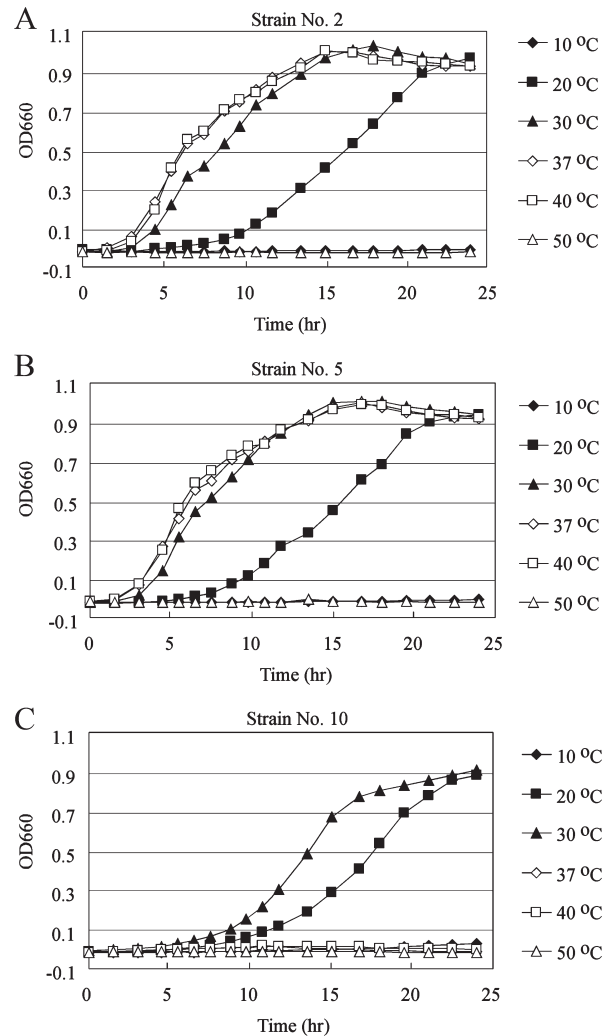 A
Strain No. 2
1.1
0.9
0.7
0.5
0.3
0.1
-0.1
OD660
0
5
10
15
20
25
Time (hr)
10 ºC
20 ºC
30 ºC
37 ºC
40 ºC
50 ºC
B
Strain No. 5
1.1
0.9
0.7
0.5
0.3
0.1
-0.1
OD660
0
5
10
15
20
25
Time (hr)
10 ºC
20 ºC
30 ºC
37 ºC
40 ºC
50 ºC
C
Strain No. 10
1.1
0.9
0.7
0.5
0.3
0.1
-0.1
OD660
0
5
10
15
20
25
Time (hr)
10 ºC
20 ºC
30 ºC
37 ºC
40 ºC
50 ºC